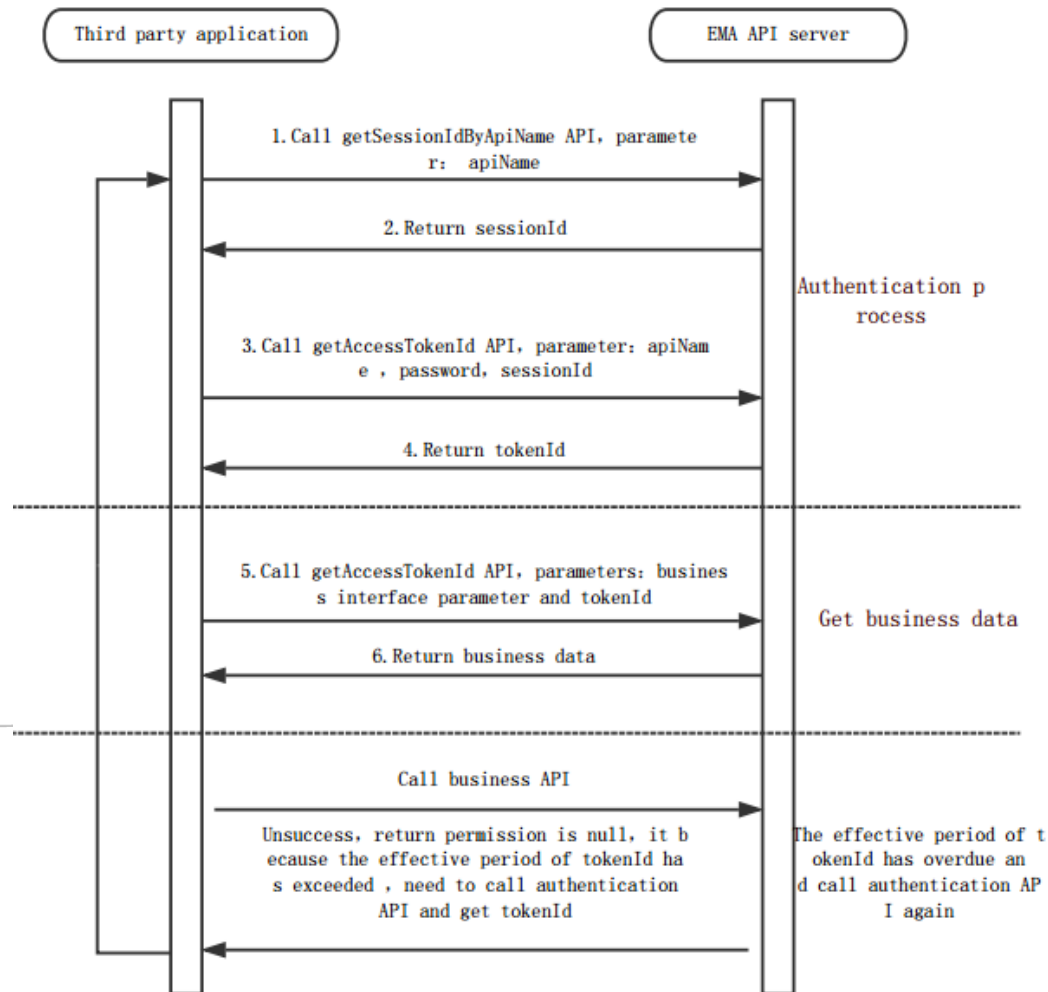 Third party application
EMA API server
1.Call getSessionIdByApiName API, paramete
r: apiName
2.Return sessionId
Authentication p
rocess
3.Call getAccessTokenId API, parameter: apiNam
e , password, sessionId
4.Return tokenId
5.Call getAccessTokenId API, parameters: busines
s interface parameter and tokenId
Get business data
6.Return business data
Call business API
Unsuccess, return permission is null, it b
ecause the effective period of tokenId ha
s exceeded , need to call authentication
API and get tokenId
The effective period of t
okenId has overdue an
d call authentication AP
I again